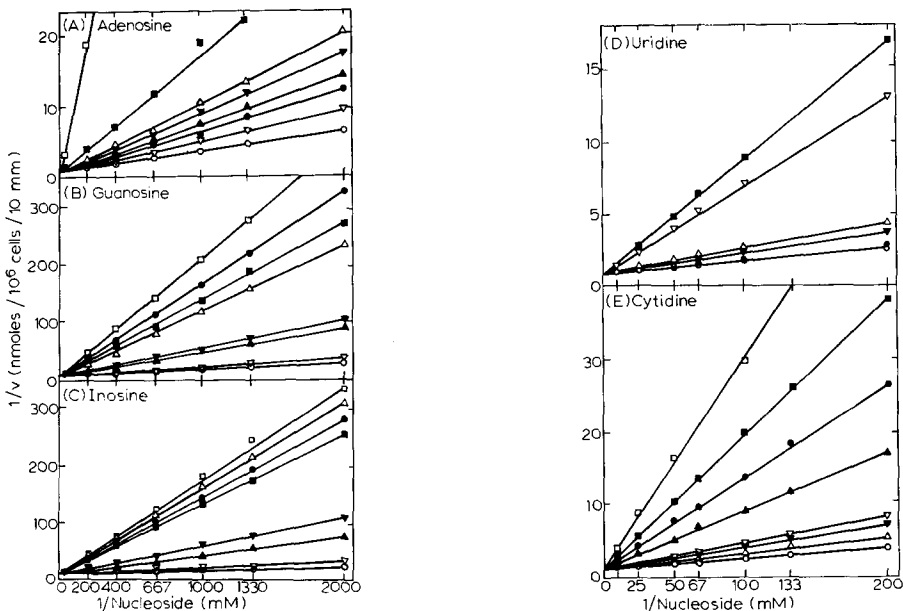 (A) Adenosine
20
10
0
(B) Guanosine
300
200
100
0
(C) Inosine
300
200
100
0
0 200 400 667 1000 1330 2000
1/Nucleoside (mM)
1/v (nmoles/10⁶ cells/10 mm)
(D) Uridine
15
10
5
0
(E) Cytidine
30
20
10
0
0 25 50 67 100 133 200
1/Nucleoside (mM)